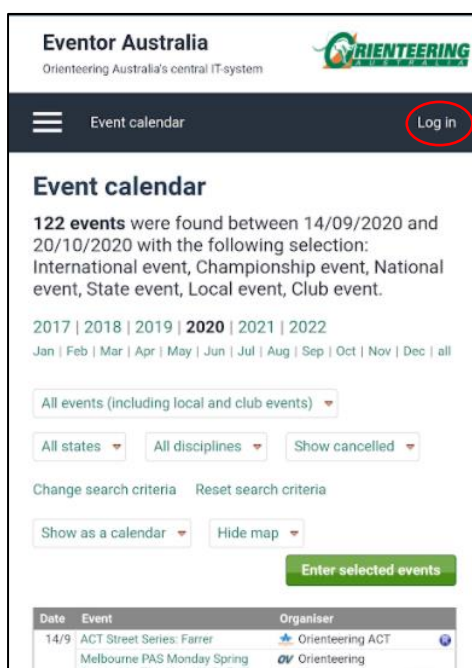 Eventor Australia
Orienteering Australia's central IT-system
ORIENTEERING
AUSTRALIA
Event calendar
Log in
Event calendar
122 events were found between 14/09/2020 and
20/10/2020 with the following selection:
International event, Championship event, National
event, State event, Local event, Club event.
2017 | 2018 | 2019 | 2020 | 2021 | 2022
Jan | Feb | Mar | Apr | May | Jun | Jul | Aug | Sep | Oct | Nov | Dec | all
All events (including local and club events)
All states All disciplines Show cancelled
Change search criteria Reset search criteria
Show as a calendar Hide map
Enter selected events
Date Event Organiser
14/9 ACT Street Series: Farrer Orienteering ACT
Melbourne PAS Monday Spring OV Orienteering